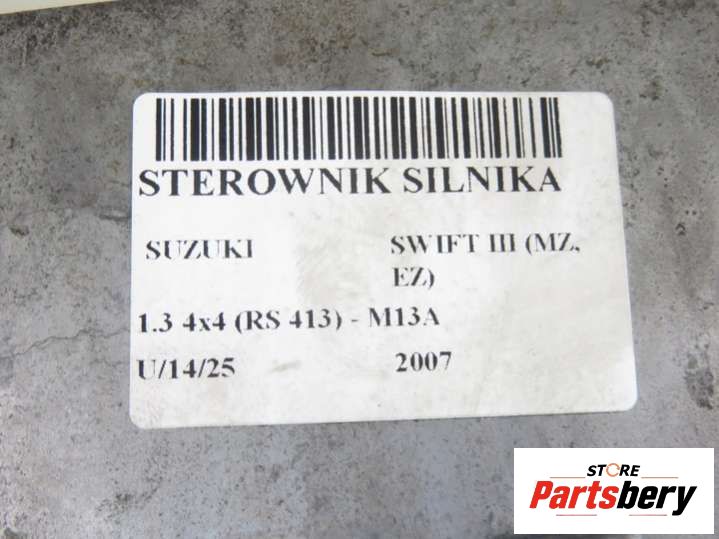 STEROWNIK SILNIKA
SUZUKI SWIFT III (MZ,
EZ)
1.3 4x4 (RS 413) - M13A
U/14/25 2007
STORE
Partsbery